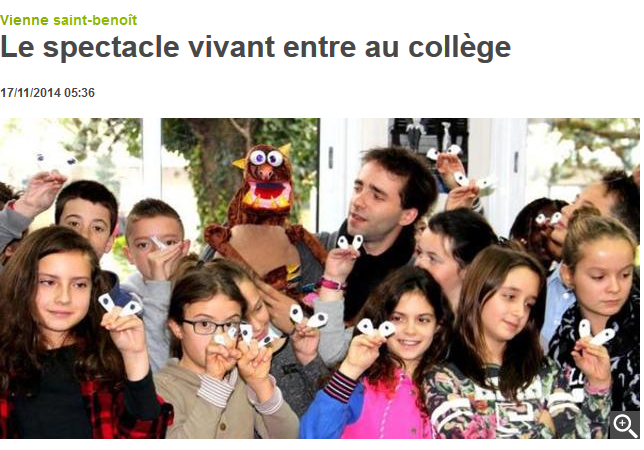 Vienne saint-benoît
Le spectacle vivant entre au collège
17/11/2014 05:36